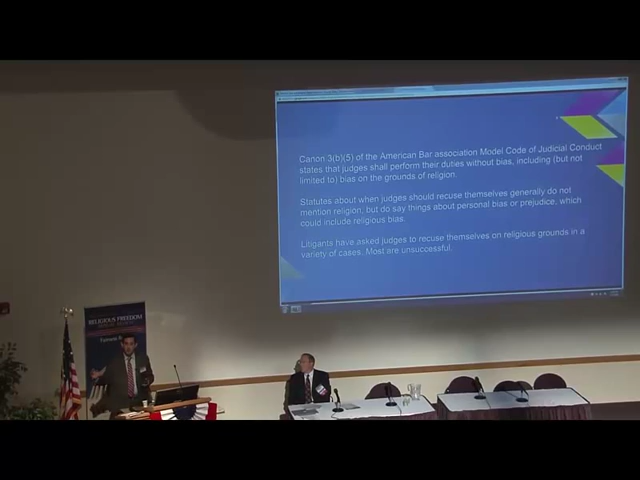 Canon 3(b)(5) of the American Bar association Model Code of Judicial Conduct
states that judges shall perform their duties without bias, including (but not
limited to) bias on the grounds of religion.
Statutes about when judges should recuse themselves generally do not
mention religion, but do say things about personal bias or prejudice, which
could include religious bias.
Litigants have asked judges to recuse themselves on religious grounds in a
variety of cases. Most are unsuccessful.
RELIGIOUS FREEDOM